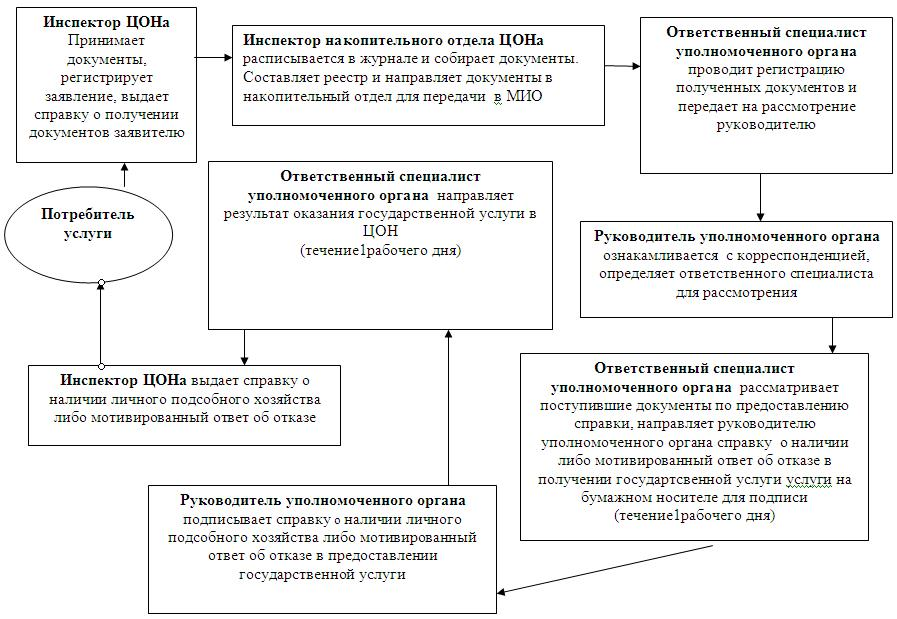 Инспектор ЦОНа
Принимает
документы,
регистрирует
заявление, выдает
справку о получении
документов заявителю
Инспектор накопительного отдела ЦОНа
расписывается в журнале и собирает документы.
Составляет реестр и направляет документы в
накопительный отдел для передачи в МИО
Ответственный специалист
уполномоченного органа
проводит регистрацию
полученных документов и
передает на рассмотрение
руководителю
Потребитель
услуги
Ответственный специалист
уполномоченного органа направляет
результат оказания государственной услуги в
ЦОН
(течение1рабочего дня)
Руководитель уполномоченного органа
ознакамливается с корреспонденцией,
определяет ответственного специалиста
для рассмотрения
Инспектор ЦОНа выдает справку о
наличии личного подсобного хозяйства
либо мотивированный ответ об отказе
Ответственный специалист
уполномоченного органа рассматривает
поступившие документы по предоставлению
справки, направляет руководителю
уполномоченного органа справку о наличии
либо мотивированный ответ об отказе в
получении государтсвенной услуги услуги на
бумажном носителе для подписи
(течение1рабочего дня)
Руководитель уполномоченного органа
подписывает справку о наличии личного
подсобного хозяйства либо мотивированный
ответ об отказе в предоставлении
государственной услуги